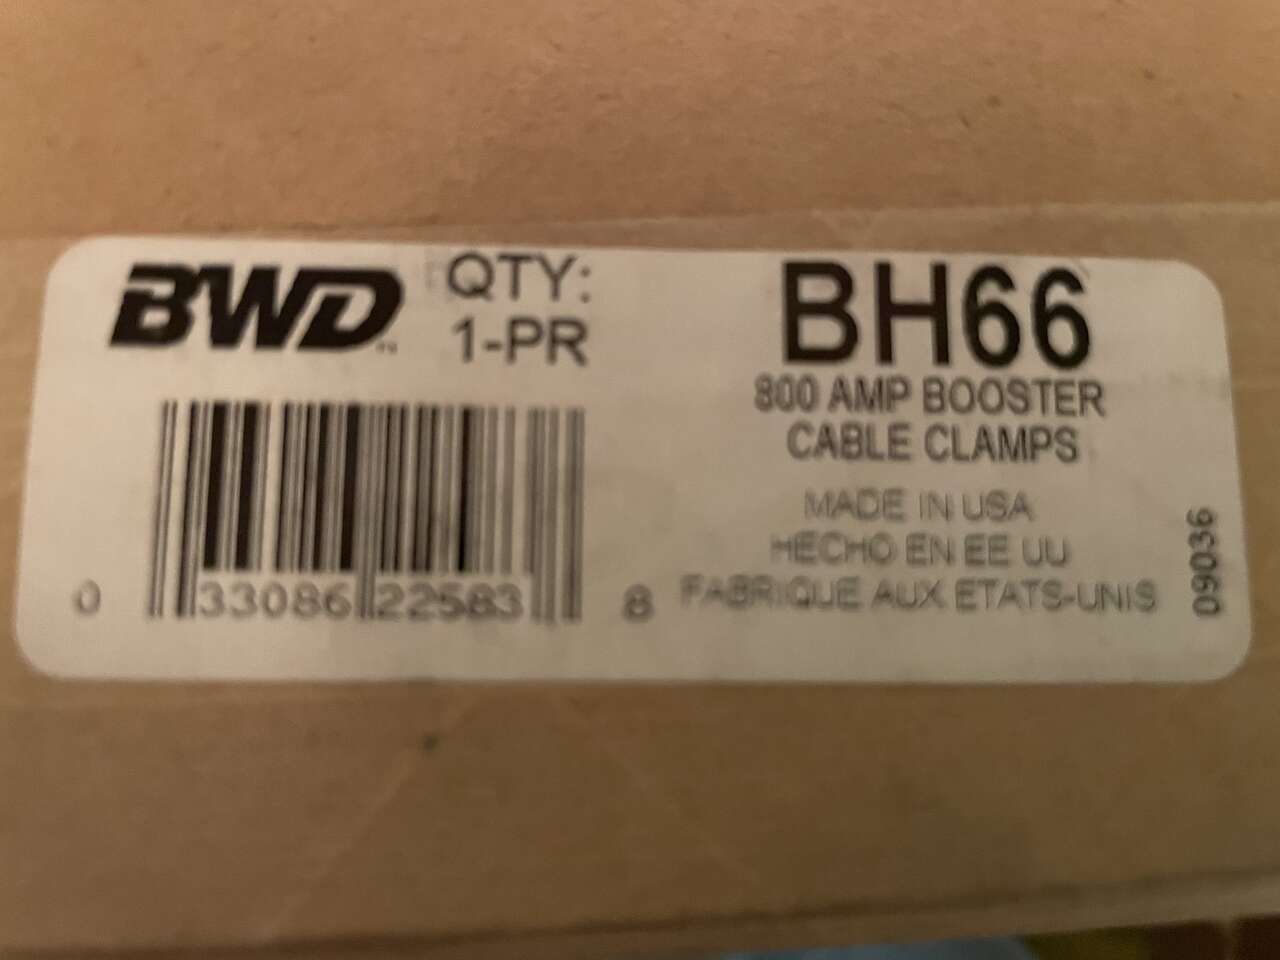 BWD™
QTY:
1-PR
BH66
800 AMP BOOSTER
CABLE CLAMPS
MADE IN USA
HECHO EN EE UU
FABRIQUE AUX ETATS-UNIS
09036
0 33086 22583 8